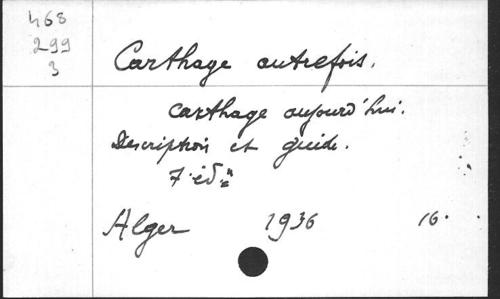 468
299
3
Carthage autrefois.
Carthage aujourd'hui.
Description et guide.
7 éd<u>n</u>
Alger 1936 16.